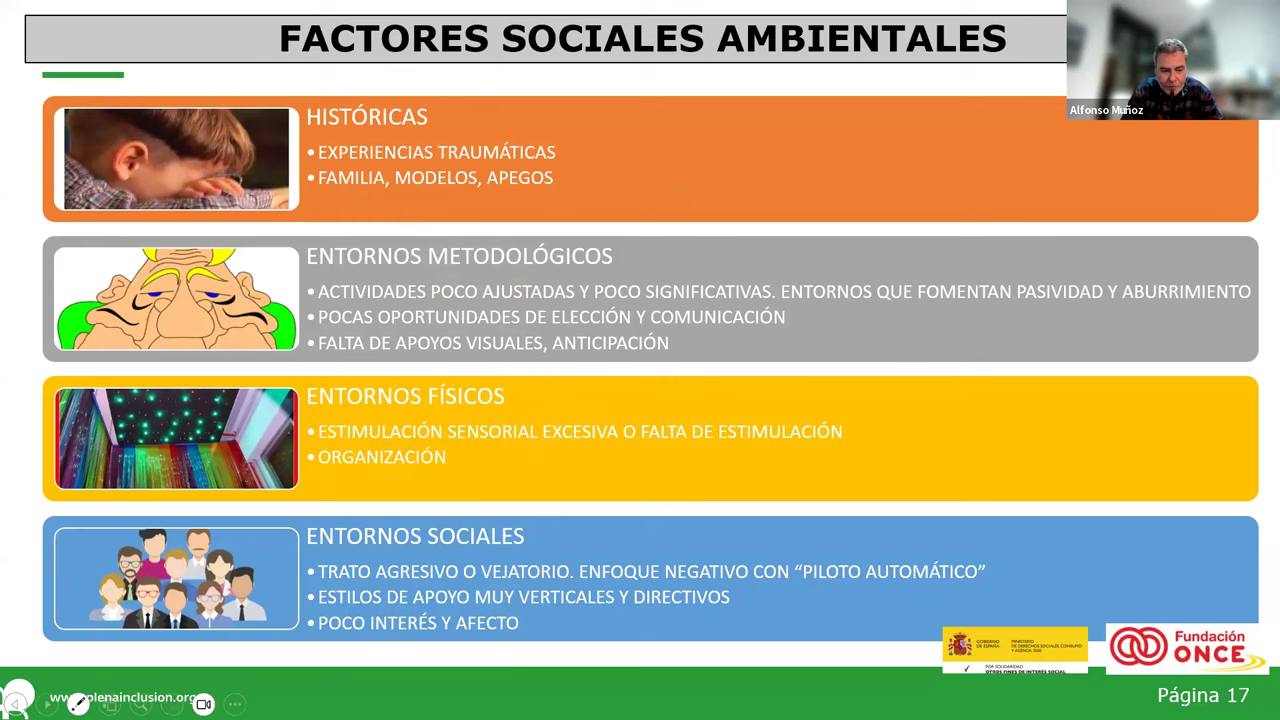 FACTORES SOCIALES AMBIENTALES
Alfonso Muñoz
HISTÓRICAS
•EXPERIENCIAS TRAUMÁTICAS
•FAMILIA, MODELOS, APEGOS
ENTORNOS METODOLÓGICOS
•ACTIVIDADES POCO AJUSTADAS Y POCO SIGNIFICATIVAS. ENTORNOS QUE FOMENTAN PASIVIDAD Y ABURRIMIENTO
•POCAS OPORTUNIDADES DE ELECCIÓN Y COMUNICACIÓN
•FALTA DE APOYOS VISUALES, ANTICIPACIÓN
ENTORNOS FÍSICOS
•ESTIMULACIÓN SENSORIAL EXCESIVA O FALTA DE ESTIMULACIÓN
•ORGANIZACIÓN
ENTORNOS SOCIALES
•TRATO AGRESIVO O VEJATORIO. ENFOQUE NEGATIVO CON “PILOTO AUTOMÁTICO”
•ESTILOS DE APOYO MUY VERTICALES Y DIRECTIVOS
•POCO INTERÉS Y AFECTO
GOBIERNO
DE ESPAÑA
MINISTERIO
DE DERECHOS SOCIALES, CONSUMO
Y AGENDA 2030
POR SOLIDARIDAD
OTROS FINES DE INTERÉS SOCIAL
Fundación
ONCE
plenainclusion.org
Página 17